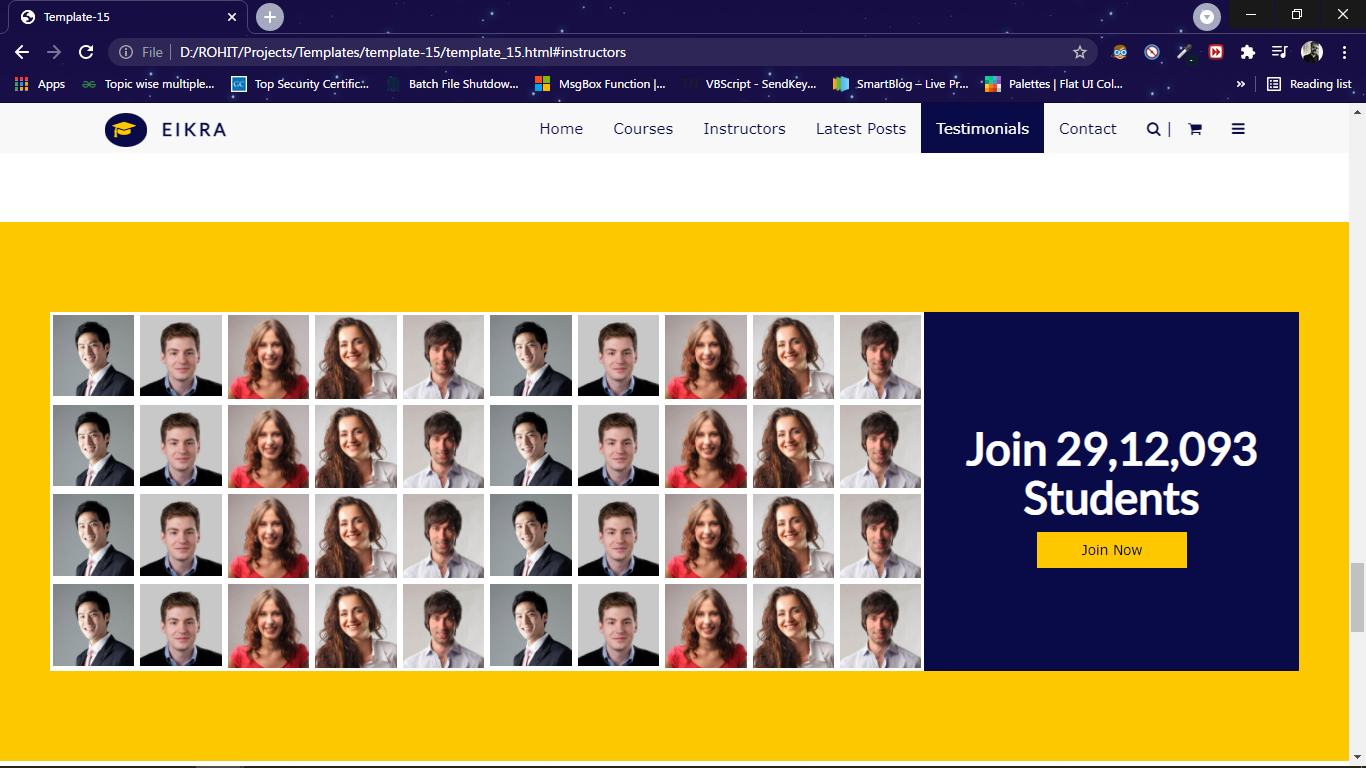 Template-15
File
D:/ROHIT/Projects/Templates/template-15/template_15.html#instructors
Apps
Topic wise multiple...
Top Security Certific...
Batch File Shutdow...
MsgBox Function |...
VBScript - SendKey...
SmartBlog – Live Pr...
Palettes | Flat UI Col...
»
Reading list
EIKRA
Home
Courses
Instructors
Latest Posts
Testimonials
Contact
|
Join 29,12,093
Students
Join Now